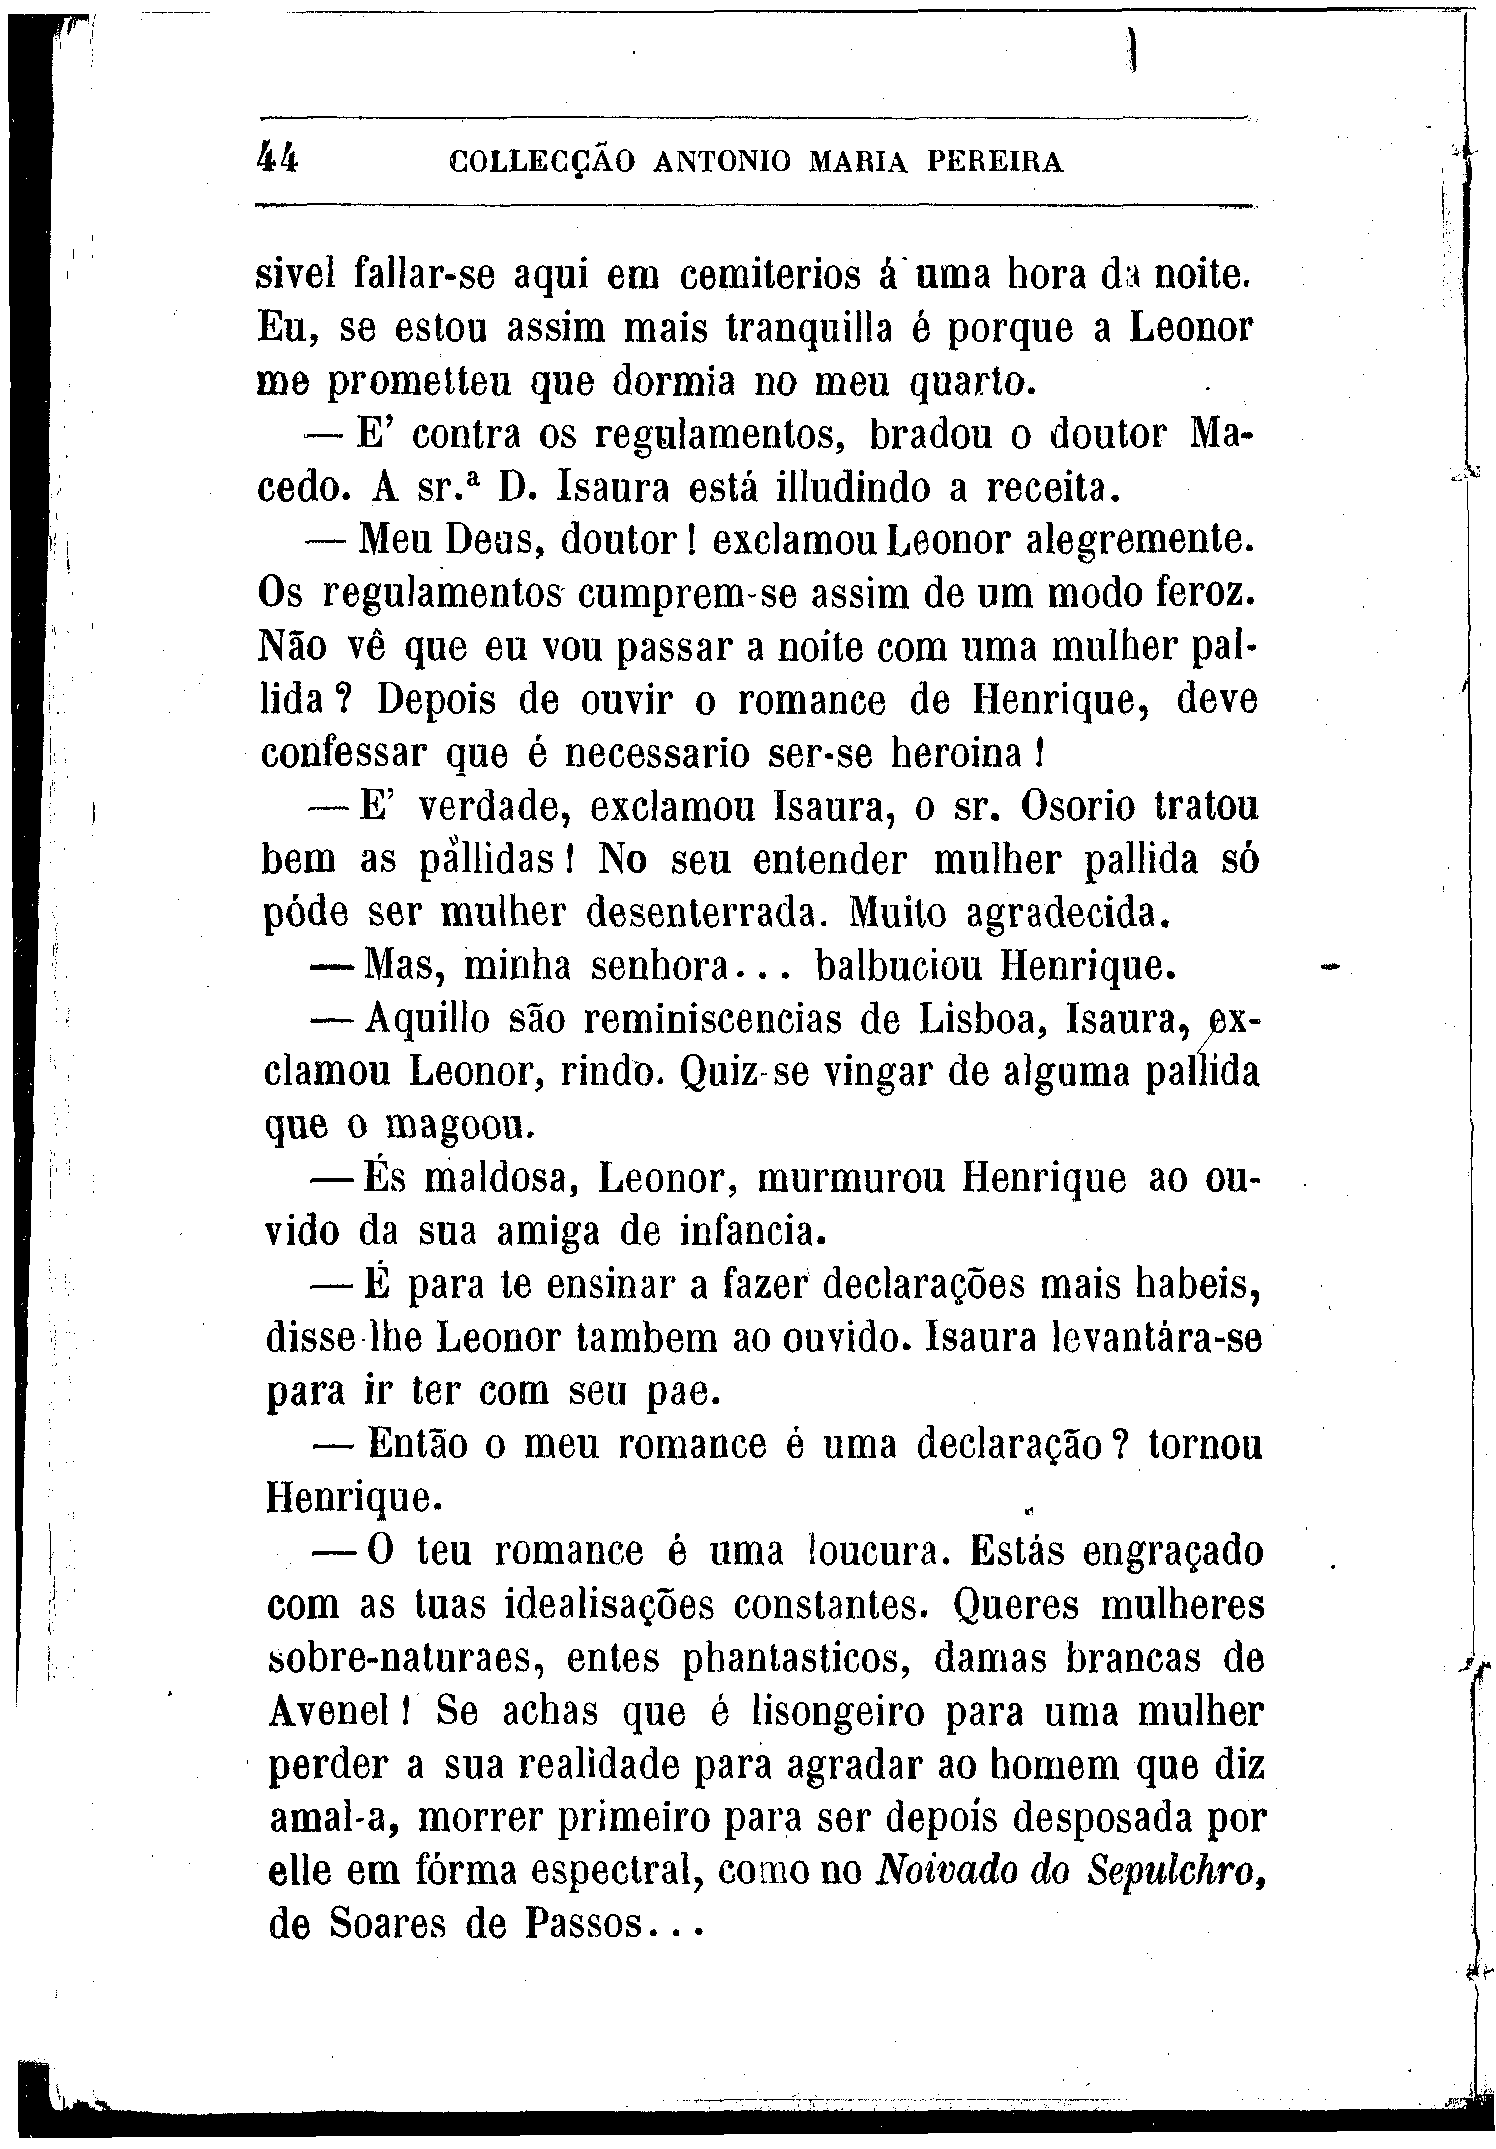 44 COLLECÇÃO ANTONIO MARIA PEREIRA
sivel fallar-se aqui em cemiterios á uma hora da noite.
Eu, se estou assim mais tranquilla é porque a Leonor
me prometteu que dormia no meu quarto.
— E' contra os regulamentos, bradou o doutor Ma-
cedo. A sr.ª D. Isaura está illudindo a receita.
— Meu Deus, doutor! exclamou Leonor alegremente.
Os regulamentos cumprem-se assim de um modo feroz.
Não vê que eu vou passar a noite com uma mulher pal-
lida? Depois de ouvir o romance de Henrique, deve
confessar que é necessario ser-se heroina!
— E' verdade, exclamou Isaura, o sr. Osorio tratou
bem as pallidas! No seu entender mulher pallida só
póde ser mulher desenterrada. Muito agradecida.
— Mas, minha senhora... balbuciou Henrique.
— Aquillo são reminiscencias de Lisboa, Isaura, ex-
clamou Leonor, rindo. Quiz-se vingar de alguma pallida
que o magoou.
— És maldosa, Leonor, murmurou Henrique ao ou-
vido da sua amiga de infancia.
— É para te ensinar a fazer declarações mais habeis,
disse-lhe Leonor tambem ao ouvido. Isaura levantára-se
para ir ter com seu pae.
— Então o meu romance é uma declaração? tornou
Henrique.
— O teu romance é uma loucura. Estás engraçado
com as tuas idealisações constantes. Queres mulheres
sobre-naturaes, entes phantasticos, damas brancas de
Avenel! Se achas que é lisongeiro para uma mulher
perder a sua realidade para agradar ao homem que diz
amal-a, morrer primeiro para ser depois desposada por
elle em fórma espectral, como no Noivado do Sepulchro,
de Soares de Passos...